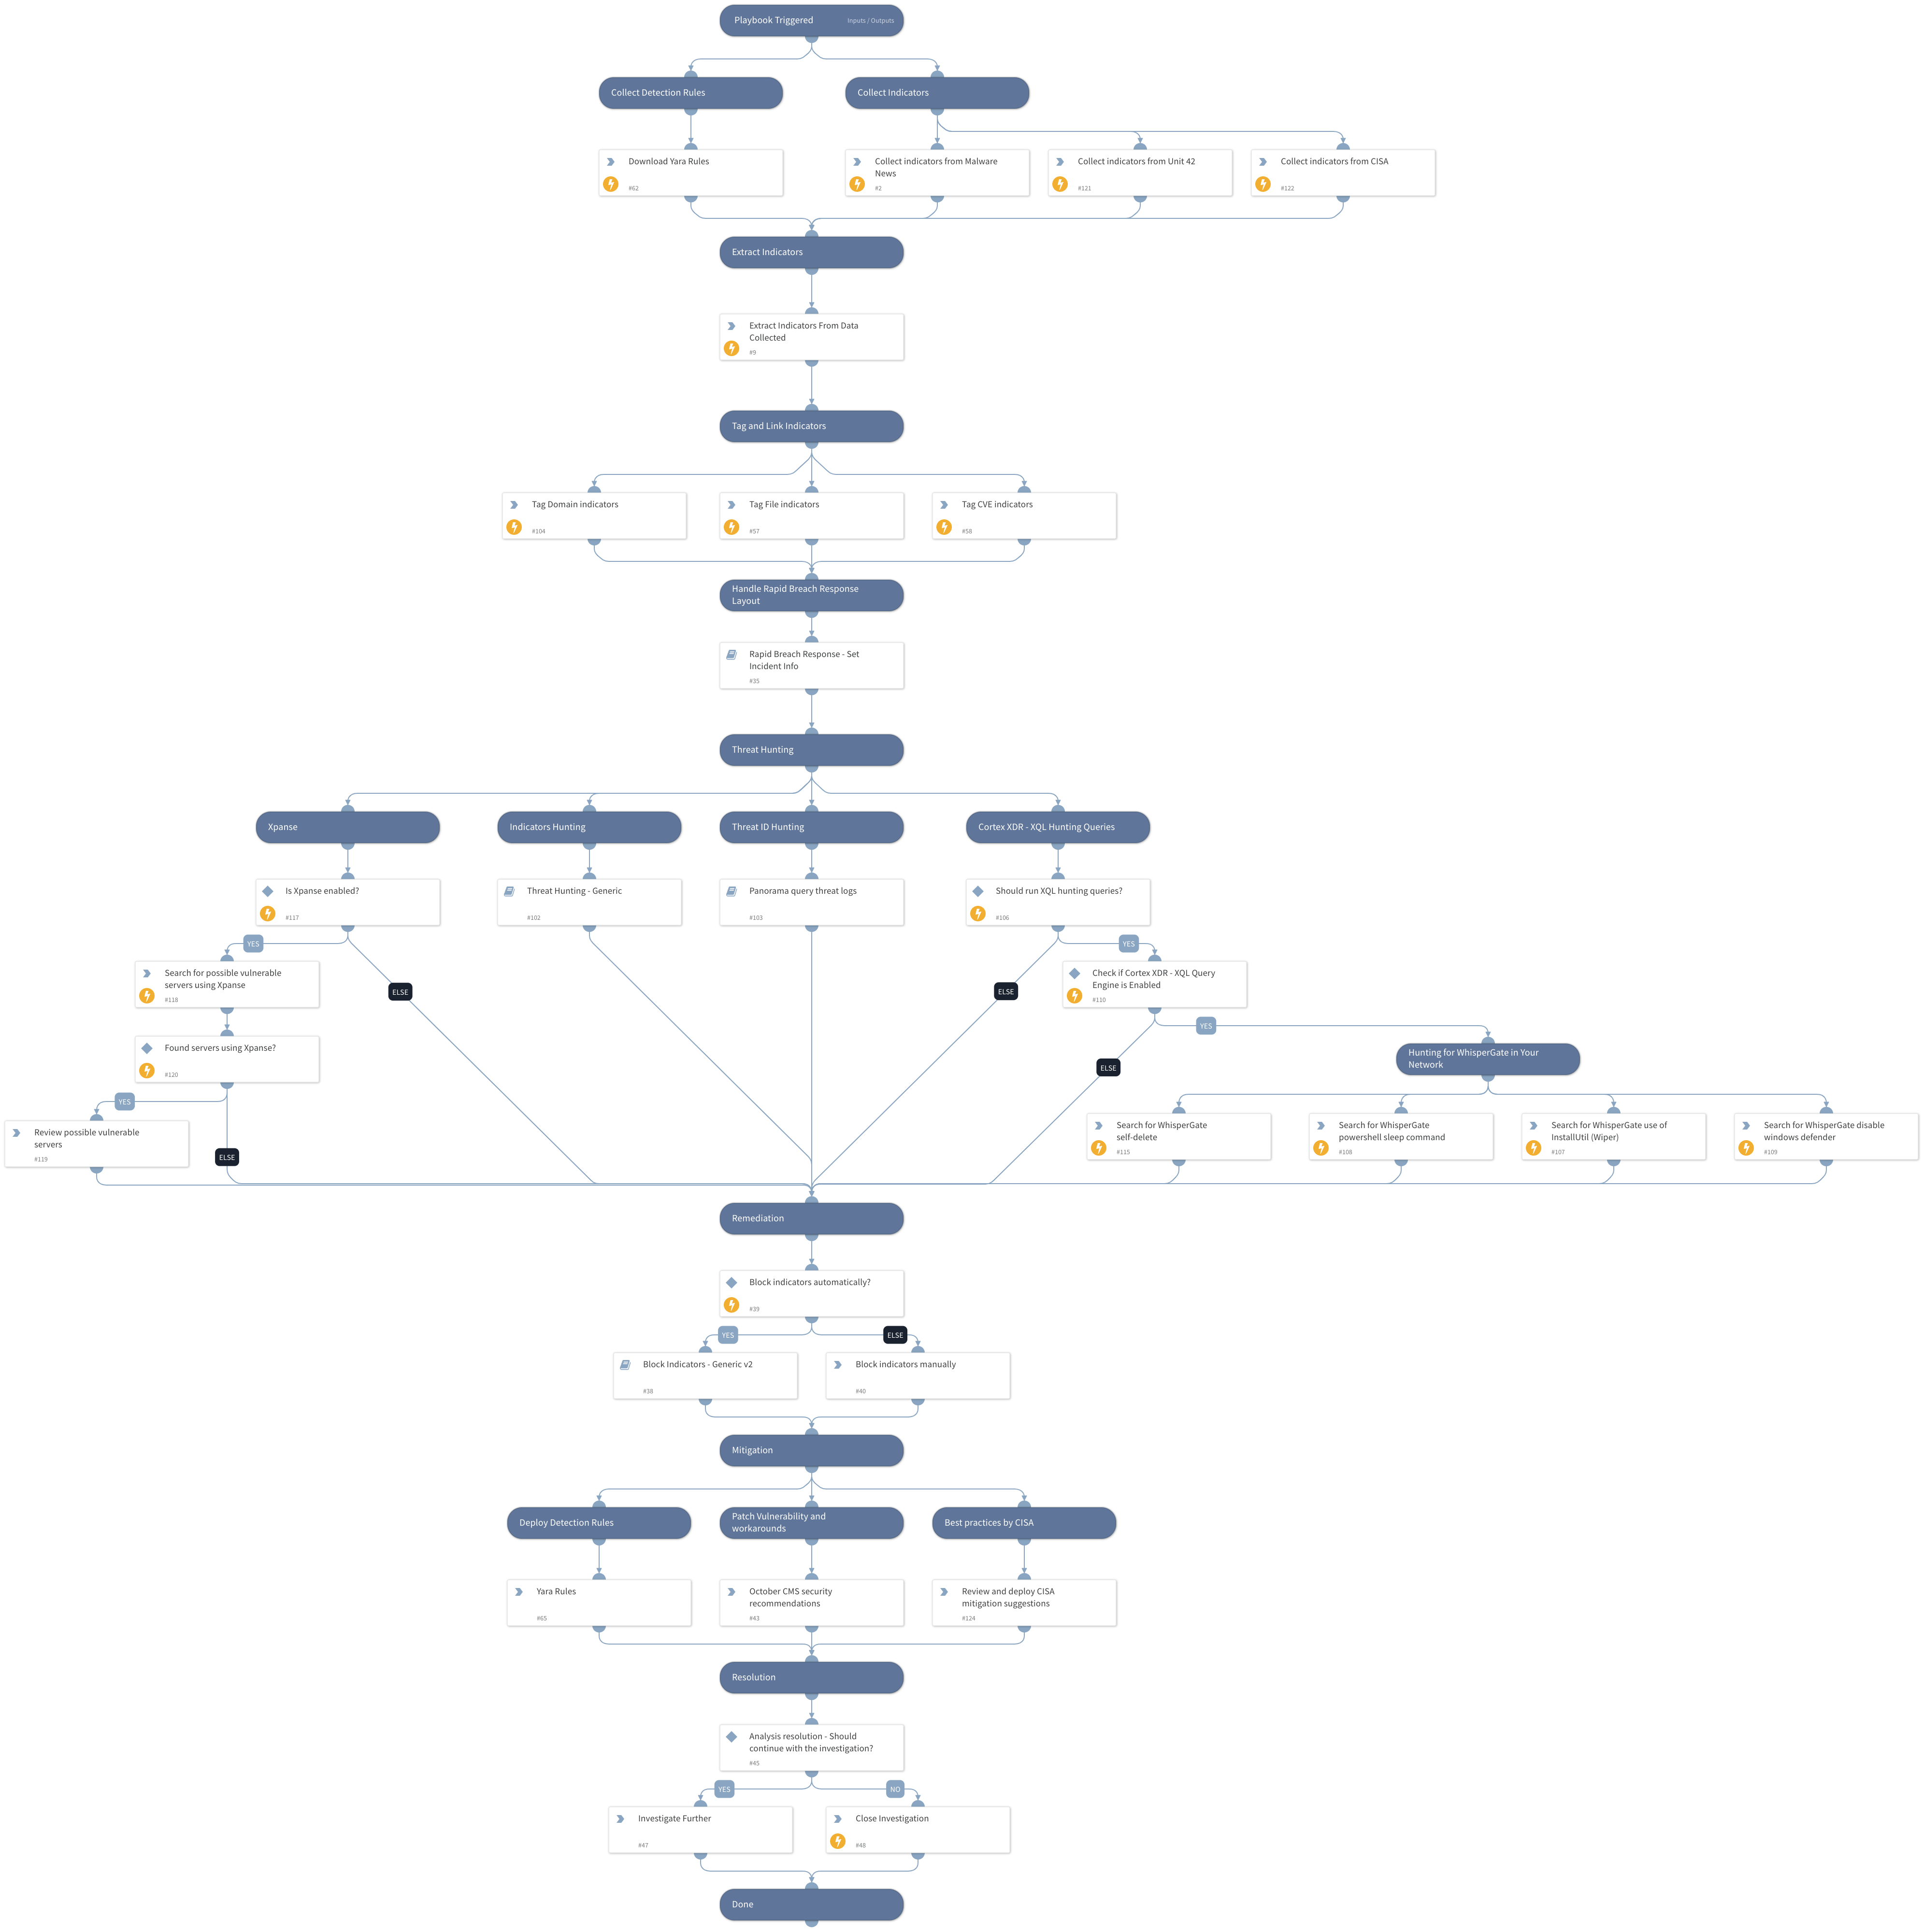 Playbook Triggered
Inputs / Outputs
Collect Detection Rules
Collect Indicators
Download Yara Rules
#62
Collect indicators from Malware
News
#2
Collect indicators from Unit 42
#121
Collect indicators from CISA
#122
Extract Indicators
Extract Indicators From Data
Collected
#9
Tag and Link Indicators
Tag Domain indicators
#104
Tag File indicators
#57
Tag CVE indicators
#58
Handle Rapid Breach Response
Layout
Rapid Breach Response - Set
Incident Info
#35
Threat Hunting
Xpanse
Indicators Hunting
Threat ID Hunting
Cortex XDR - XQL Hunting Queries
Is Xpanse enabled?
#117
Threat Hunting - Generic
#102
Panorama query threat logs
#103
Should run XQL hunting queries?
#106
YES
YES
Search for possible vulnerable
servers using Xpanse
#118
ELSE
ELSE
Check if Cortex XDR - XQL Query
Engine is Enabled
#110
YES
Found servers using Xpanse?
#120
ELSE
Hunting for WhisperGate in Your
Network
YES
Review possible vulnerable
servers
#119
ELSE
Search for WhisperGate
self-delete
#115
Search for WhisperGate
powershell sleep command
#108
Search for WhisperGate use of
InstallUtil (Wiper)
#107
Search for WhisperGate disable
windows defender
#109
Remediation
Block indicators automatically?
#39
YES
ELSE
Block Indicators - Generic v2
#38
Block indicators manually
#40
Mitigation
Deploy Detection Rules
Patch Vulnerability and
workarounds
Best practices by CISA
Yara Rules
#65
October CMS security
recommendations
#43
Review and deploy CISA
mitigation suggestions
#124
Resolution
Analysis resolution - Should
continue with the investigation?
#45
YES
NO
Investigate Further
#47
Close Investigation
#48
Done